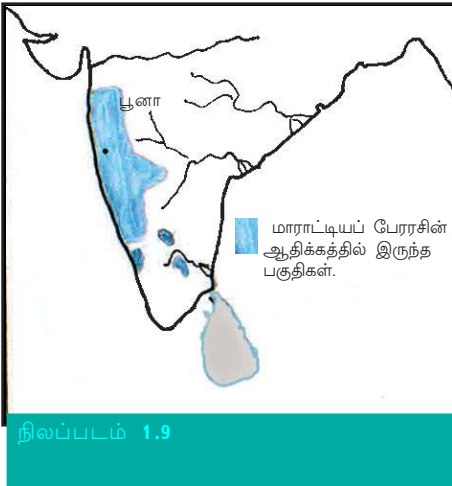 பூனா
மாராட்டியப் பேரரசின்
ஆதிக்கத்தில் இருந்த
பகுதிகள்.
நிலப்படம் 1.9